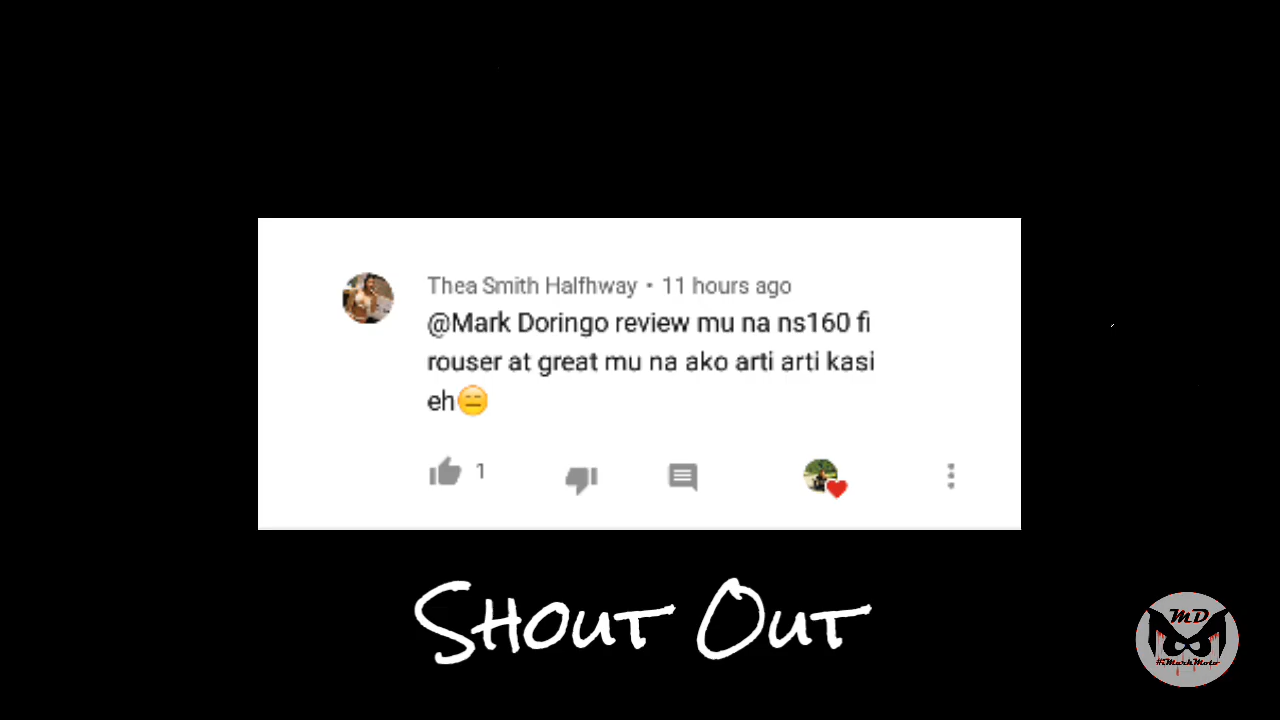 Thea Smith Halfhway • 11 hours ago
@Mark Doringo review mu na ns160 fi
rouser at great mu na ako arti arti kasi
eh😑
1
Shout Out
MD
#iMarkMoto